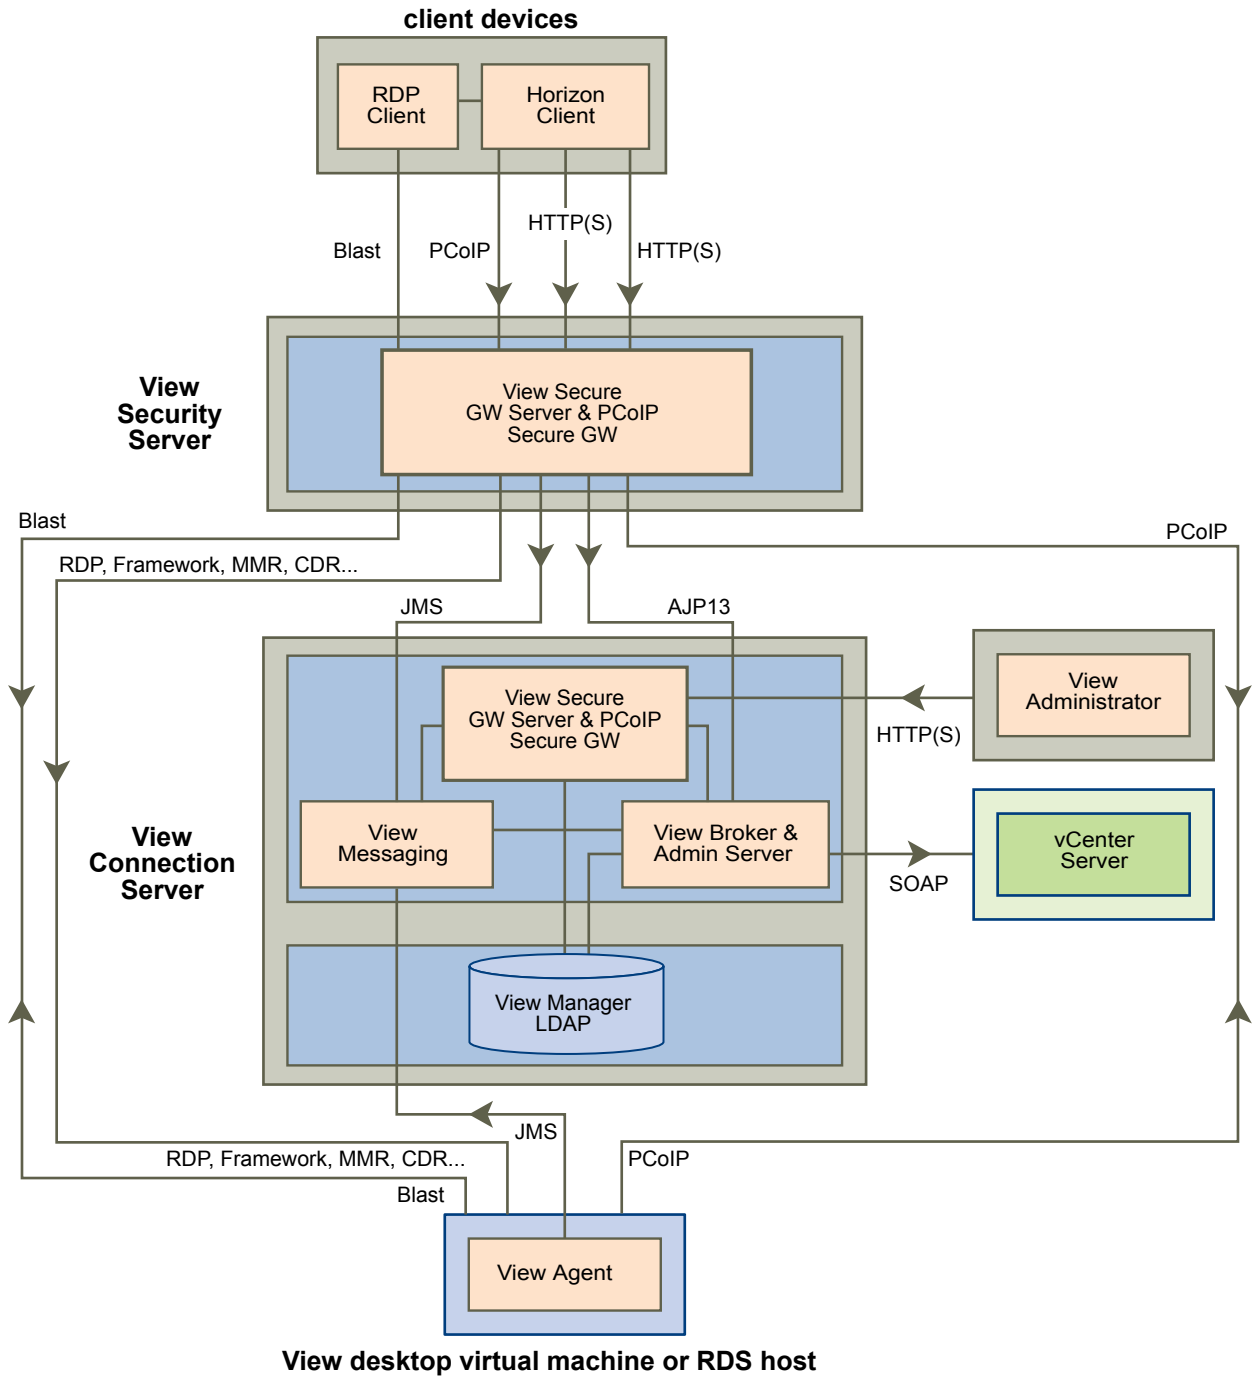 client devices
RDP
Client
Horizon
Client
HTTP(S)
Blast
PCoIP
HTTP(S)
View
Security
Server
View Secure
GW Server & PCoIP
Secure GW
Blast
PCoIP
RDP, Framework, MMR, CDR...
JMS
AJP13
View Secure
GW Server & PCoIP
Secure GW
View
Administrator
HTTP(S)
View
Connection
Server
View
Messaging
View Broker &
Admin Server
vCenter
Server
SOAP
View Manager
LDAP
JMS
RDP, Framework, MMR, CDR...
PCoIP
Blast
View Agent
View desktop virtual machine or RDS host